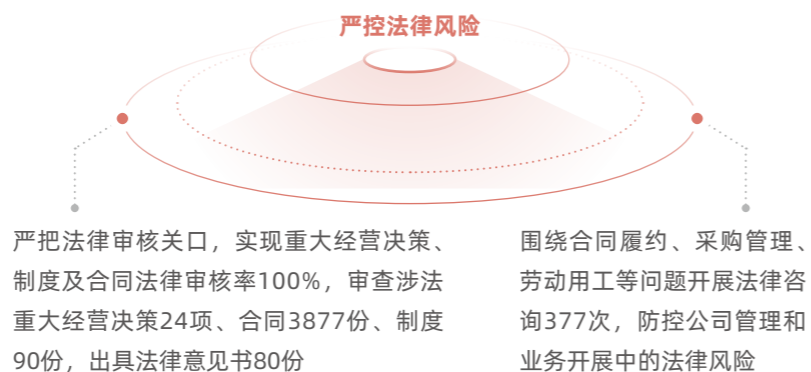 严控法律风险
严把法律审核关口，实现重大经营决策、
制度及合同法律审核率100%，审查涉法
重大经营决策24项、合同3877份、制度
90份，出具法律意见书80份
围绕合同履约、采购管理、
劳动用工等问题开展法律咨
询377次，防控公司管理和
业务开展中的法律风险